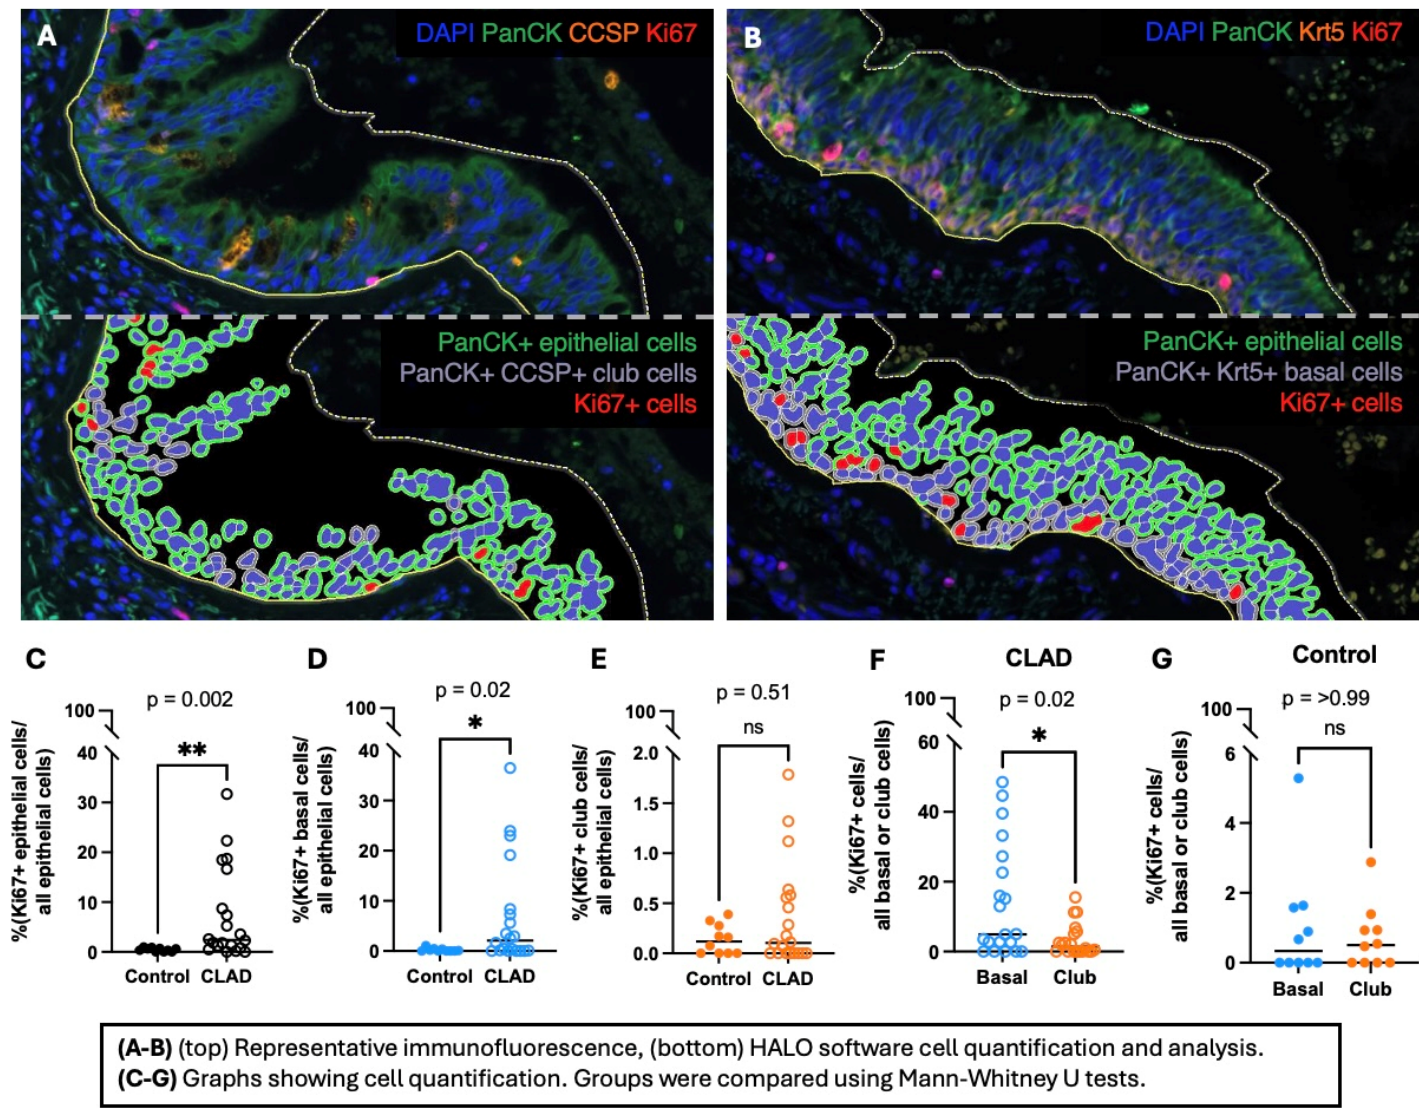 A
DAPI PanCK CCSP Ki67
PanCK+ epithelial cells
PanCK+ CCSP+ club cells
Ki67+ cells
B
DAPI PanCK Krt5 Ki67
PanCK+ epithelial cells
PanCK+ Krt5+ basal cells
Ki67+ cells
C
p = 0.002
**
%(Ki67+ epithelial cells/
all epithelial cells)
100
40
30
20
10
0
Control CLAD
D
p = 0.02
*
%(Ki67+ basal cells/
all epithelial cells)
100
40
30
20
10
0
Control CLAD
E
p = 0.51
ns
%(Ki67+ club cells/
all epithelial cells)
100
2.0
1.5
1.0
0.5
0.0
Control CLAD
F
CLAD
p = 0.02
*
%(Ki67+ cells/
all basal or club cells)
100
60
40
20
0
Basal Club
G
Control
p = >0.99
ns
%(Ki67+ cells/
all basal or club cells)
100
6
4
2
0
Basal Club
(A-B) (top) Representative immunofluorescence, (bottom) HALO software cell quantification and analysis.
(C-G) Graphs showing cell quantification. Groups were compared using Mann-Whitney U tests.